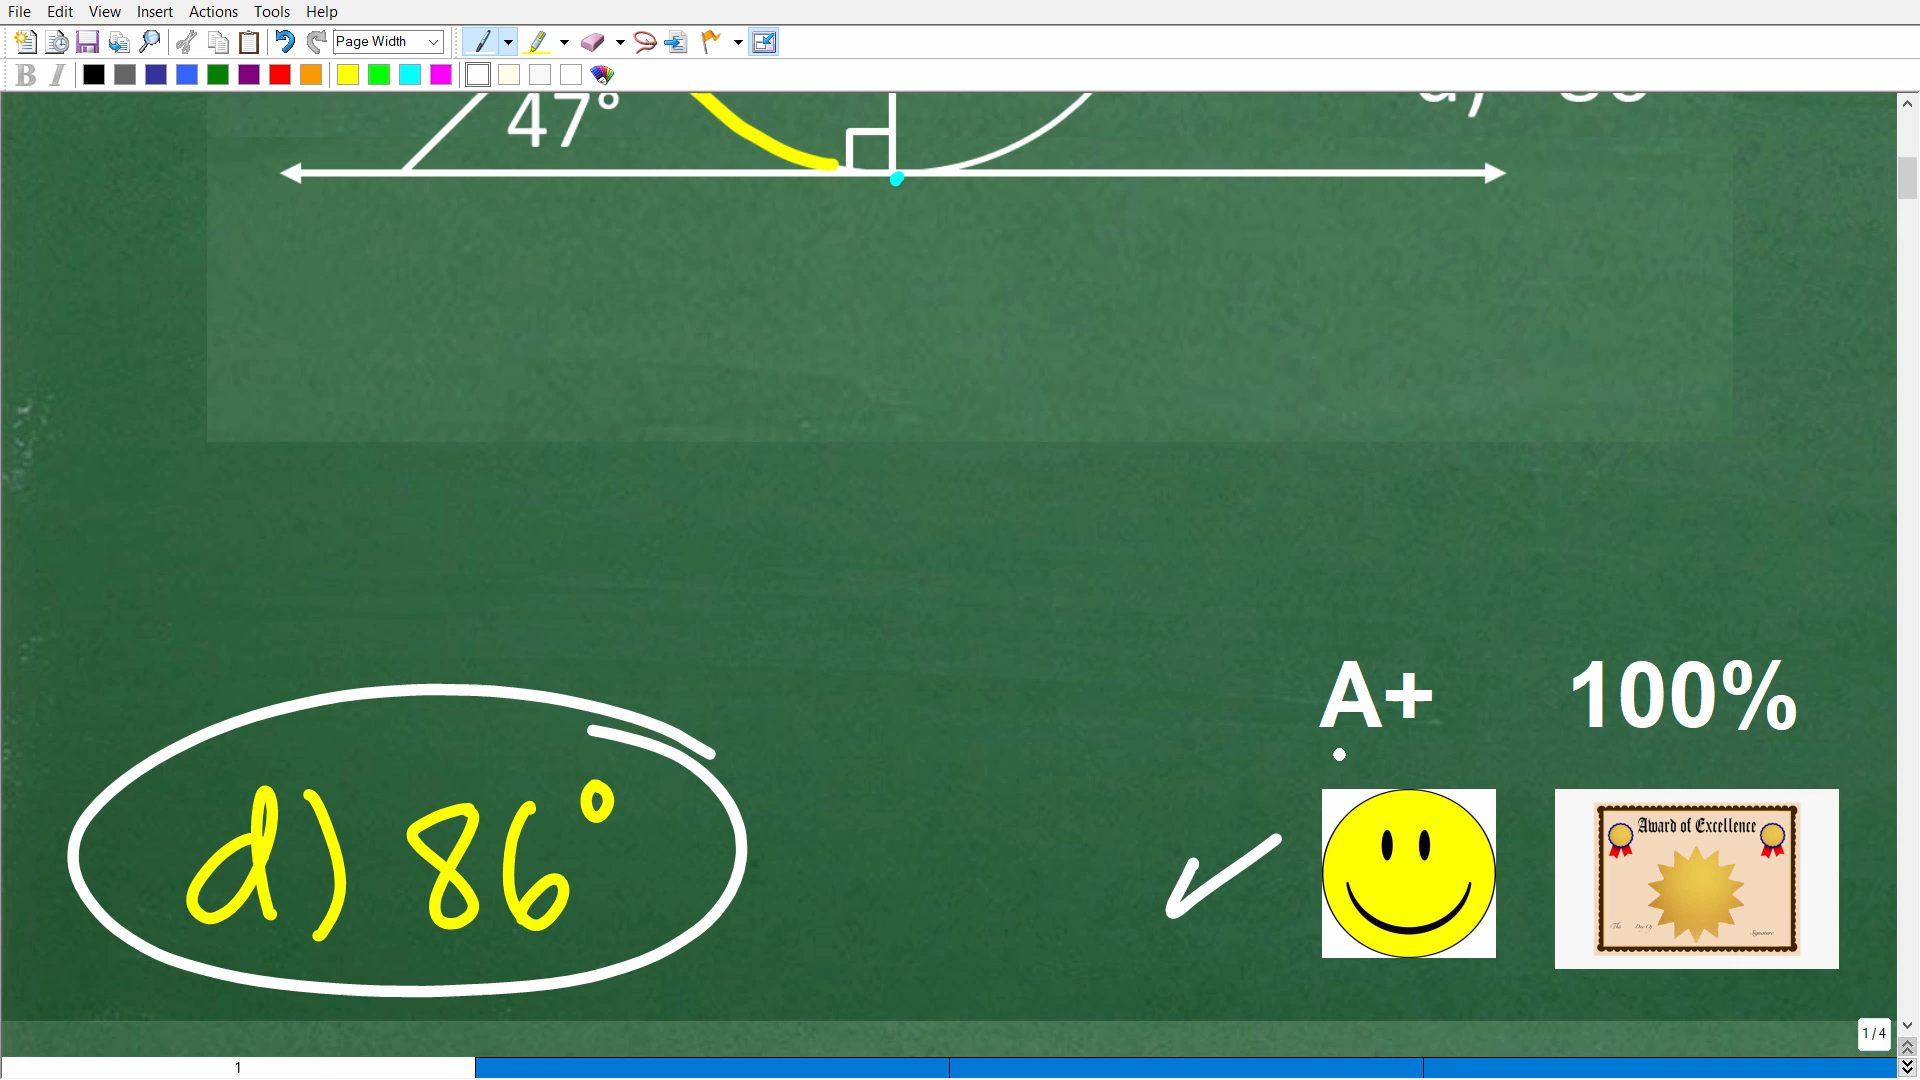 File Edit View Insert Actions Tools Help
Page Width
B I
47°
d) 86°
A+ 100%
Award of Excellence
1 / 4
1